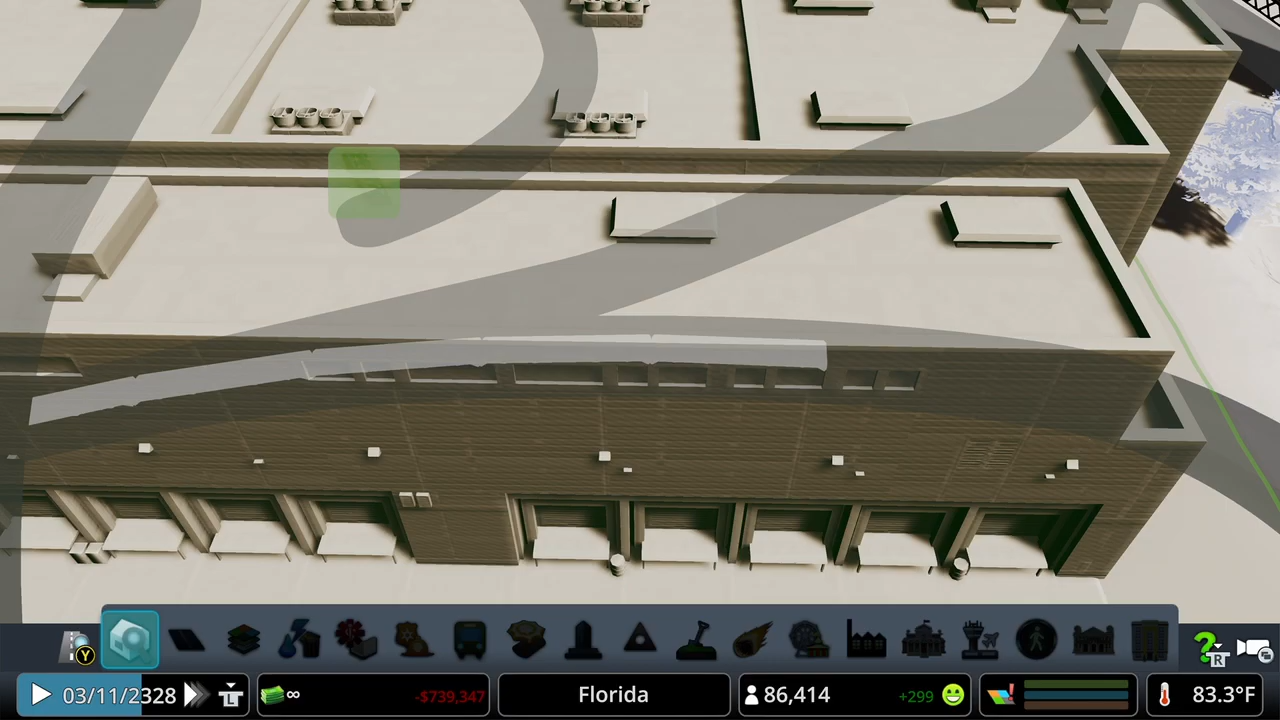 Y
03/11/2328
L
∞
-$739,347
Florida
86,414
+299
R
83.3°F